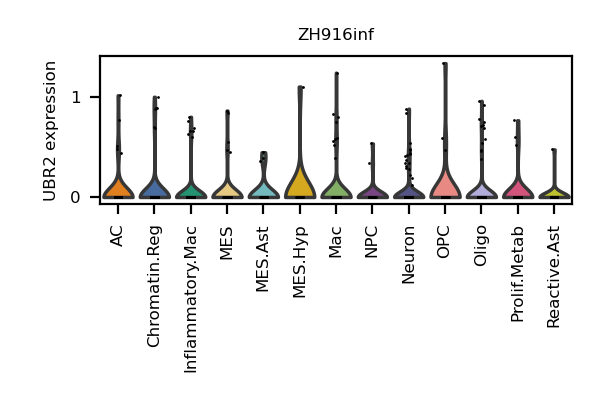 ZH916inf
UBR2 expression
1
0
AC
Chromatin.Reg
Inflammatory.Mac
MES
MES.Ast
MES.Hyp
Mac
NPC
Neuron
OPC
Oligo
Prolif.Metab
Reactive.Ast